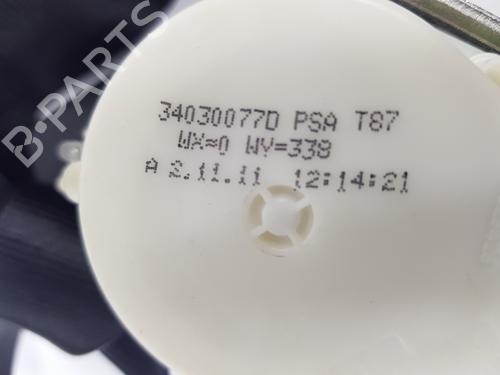 34030077D PSA T87
WX≈0 WY=338
A 2.11.11 12:14:21
B-PARTS